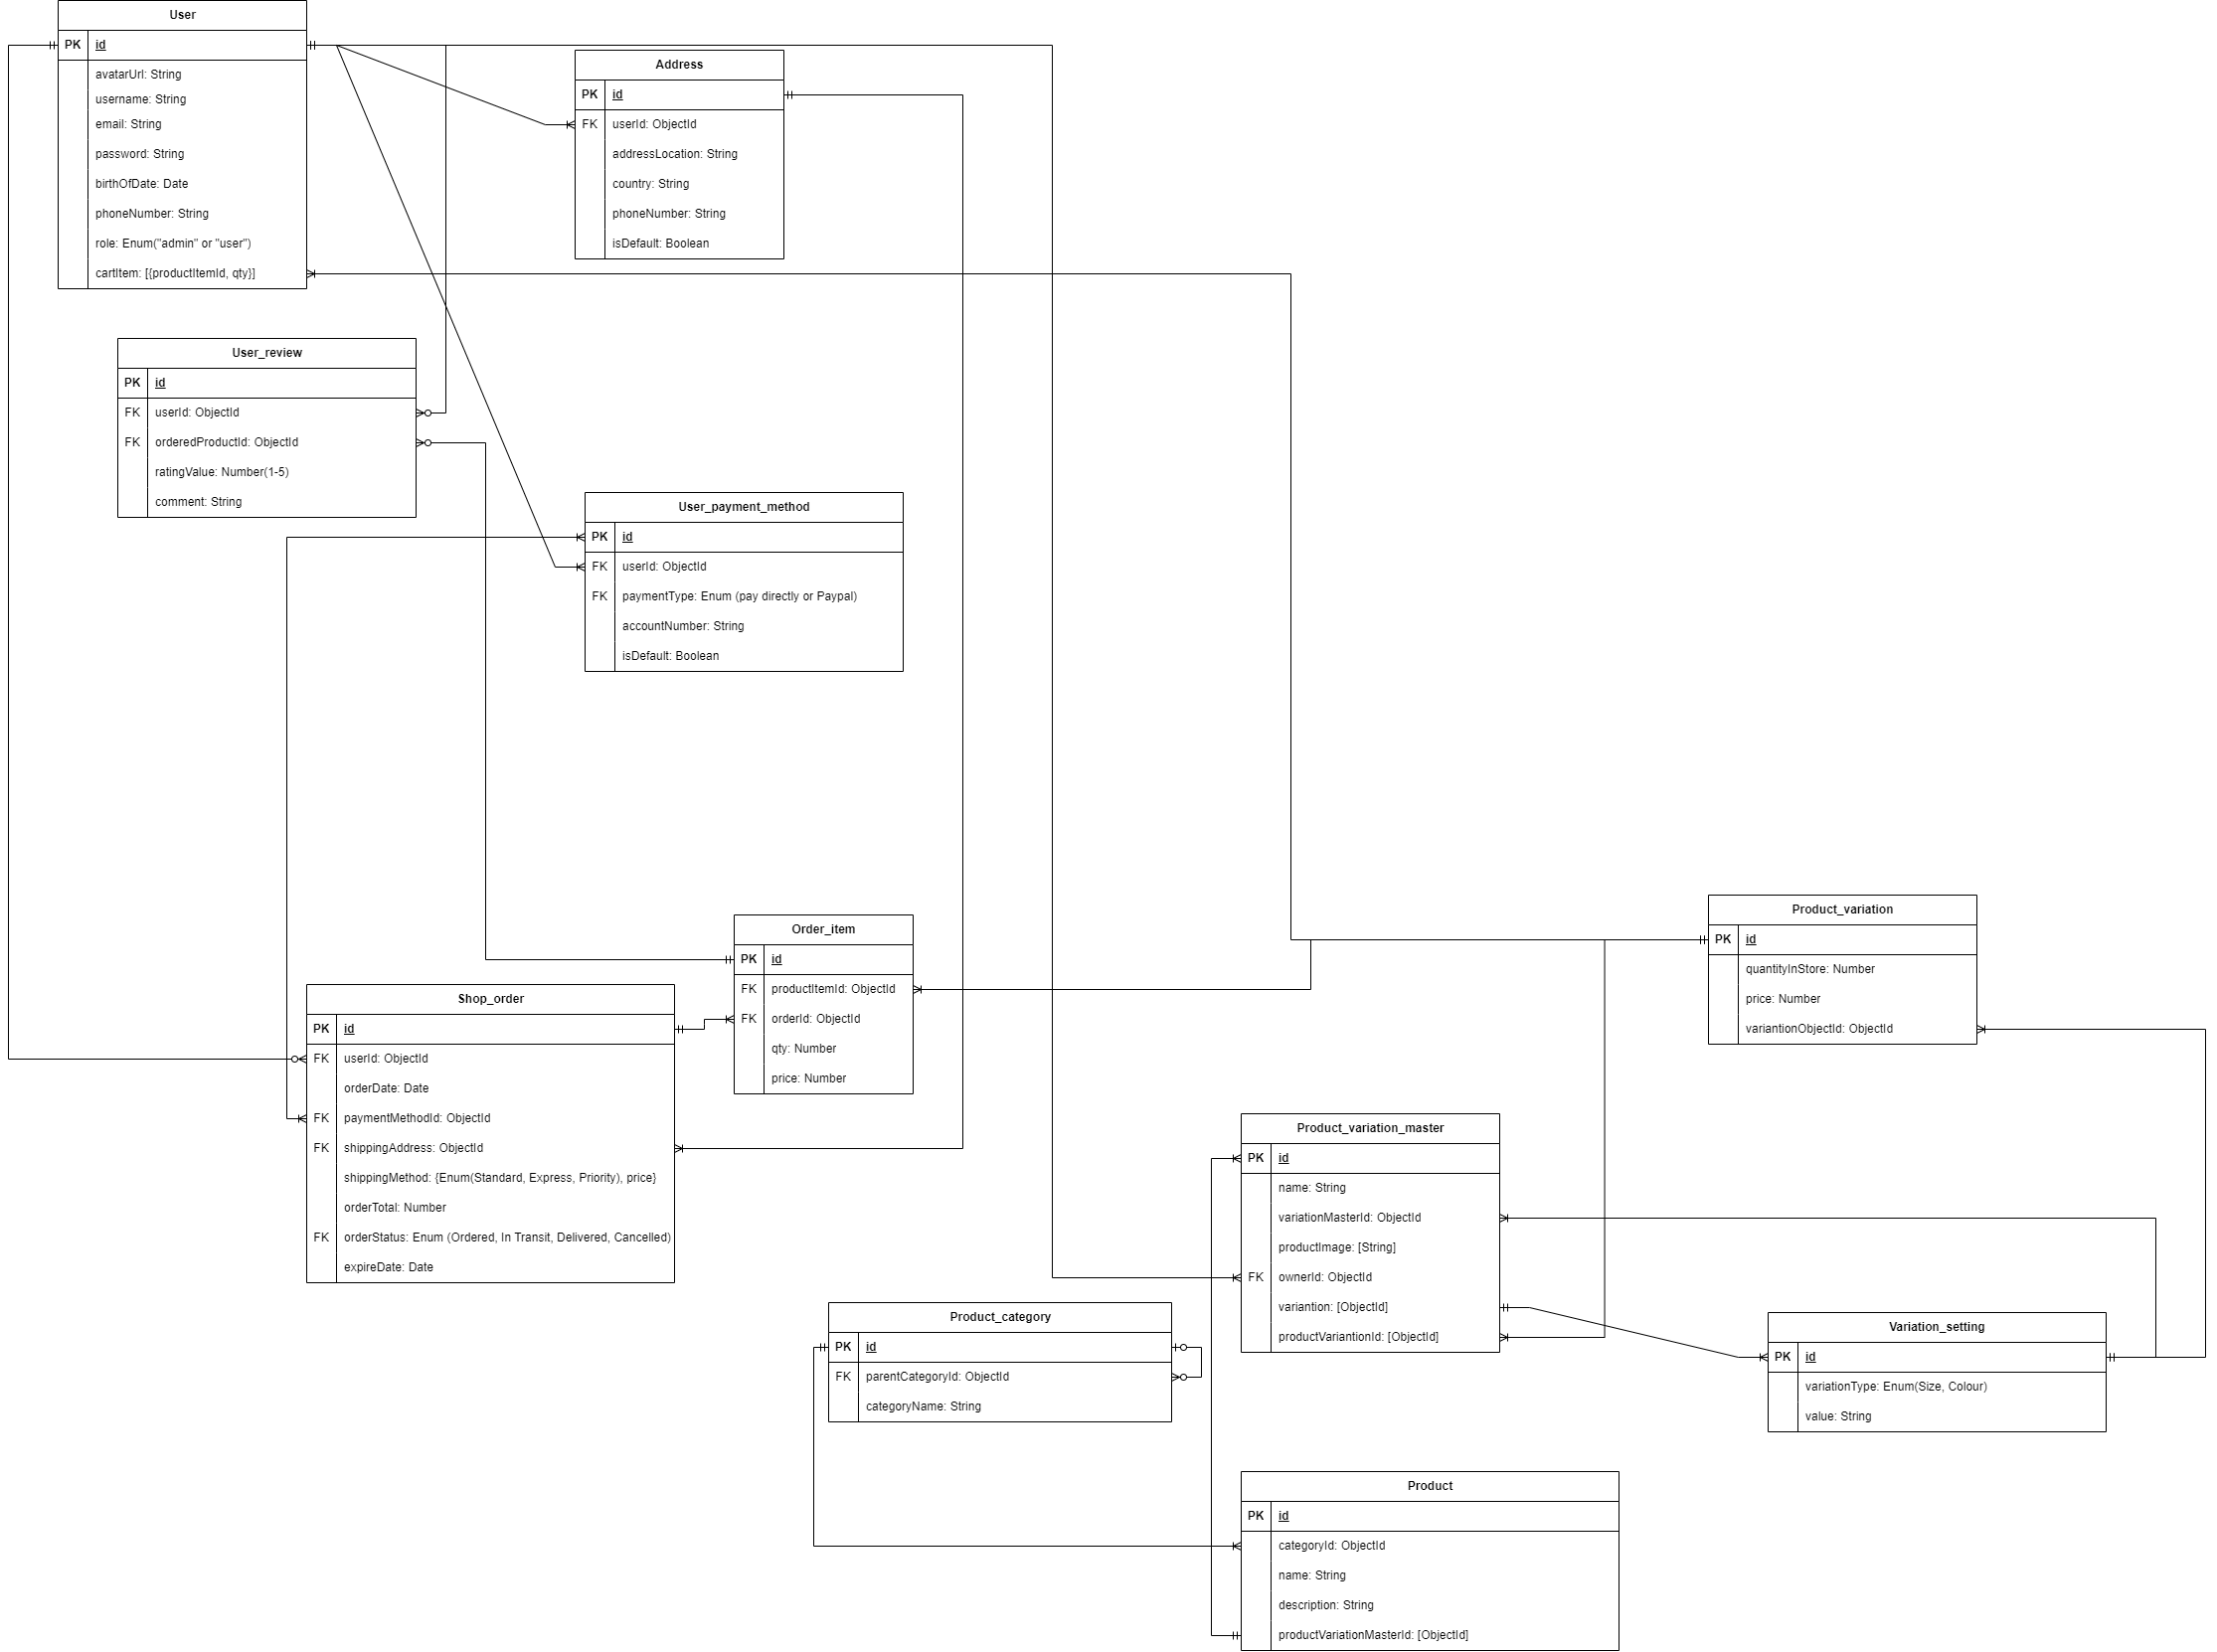 User
PK id
avatarUrl: String
username: String
email: String
password: String
birthOfDate: Date
phoneNumber: String
role: Enum("admin" or "user")
cartItem: [{productItemId, qty}]
Address
PK id
FK userId: ObjectId
addressLocation: String
country: String
phoneNumber: String
isDefault: Boolean
User_review
PK id
FK userId: ObjectId
FK orderedProductId: ObjectId
ratingValue: Number(1-5)
comment: String
User_payment_method
PK id
FK userId: ObjectId
FK paymentType: Enum (pay directly or Paypal)
accountNumber: String
isDefault: Boolean
Order_item
PK id
FK productItemId: ObjectId
FK orderId: ObjectId
qty: Number
price: Number
Shop_order
PK id
FK userId: ObjectId
orderDate: Date
FK paymentMethodId: ObjectId
FK shippingAddress: ObjectId
shippingMethod: {Enum(Standard, Express, Priority), price}
orderTotal: Number
FK orderStatus: Enum (Ordered, In Transit, Delivered, Cancelled)
expireDate: Date
Product_variation
PK id
quantityInStore: Number
price: Number
variantionObjectId: ObjectId
Product_variation_master
PK id
name: String
variationMasterId: ObjectId
productImage: [String]
FK ownerId: ObjectId
variantion: [ObjectId]
productVariantionId: [ObjectId]
Product_category
PK id
FK parentCategoryId: ObjectId
categoryName: String
Variation_setting
PK id
variationType: Enum(Size, Colour)
value: String
Product
PK id
categoryId: ObjectId
name: String
description: String
productVariationMasterId: [ObjectId]